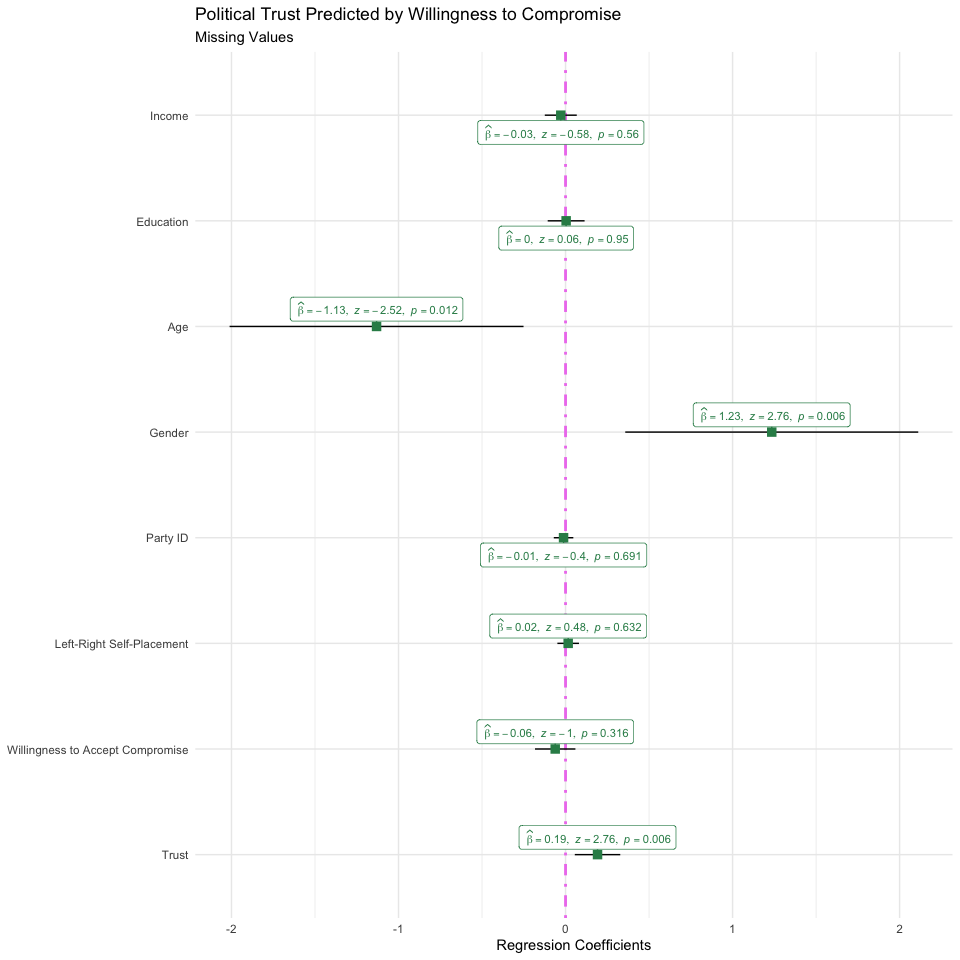 Political Trust Predicted by Willingness to Compromise
Missing Values
Income
β̂ = −0.03, z = −0.58, p = 0.56
Education
β̂ = 0, z = 0.06, p = 0.95
β̂ = −1.13, z = −2.52, p = 0.012
Age
β̂ = 1.23, z = 2.76, p = 0.006
Gender
Party ID
β̂ = −0.01, z = −0.4, p = 0.691
β̂ = 0.02, z = 0.48, p = 0.632
Left-Right Self-Placement
β̂ = −0.06, z = −1, p = 0.316
Willingness to Accept Compromise
β̂ = 0.19, z = 2.76, p = 0.006
Trust
-2 -1 0 1 2
Regression Coefficients